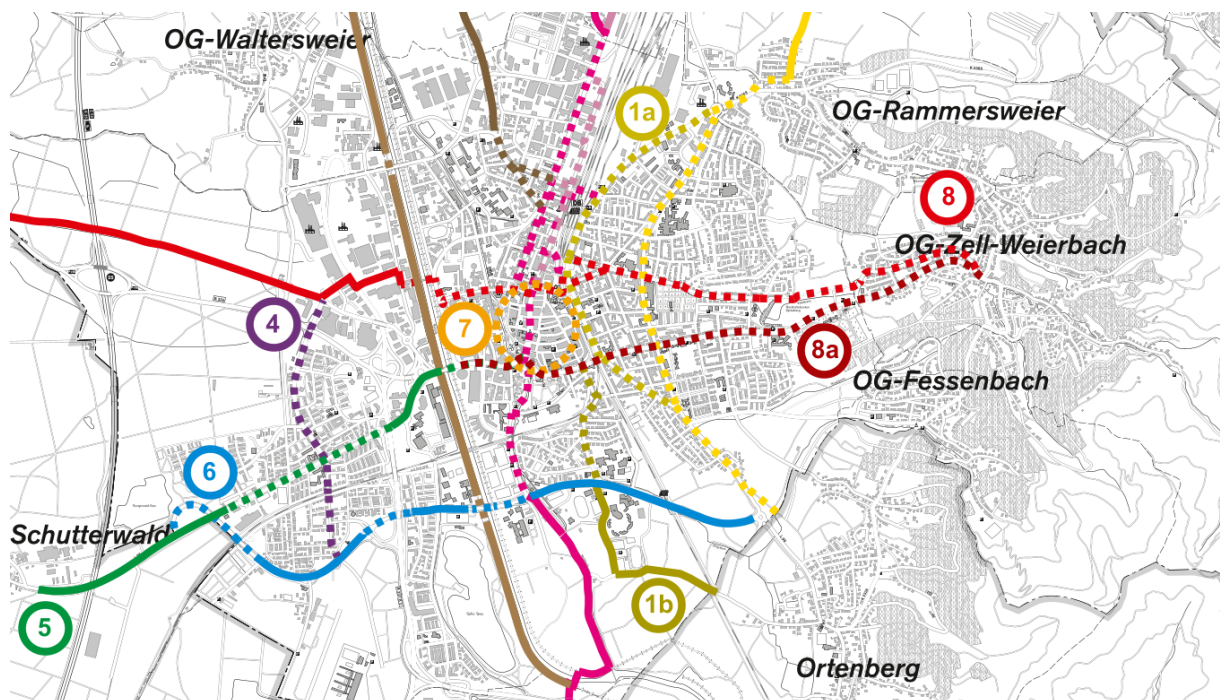 OG-Waltersweier
1a
OG-Rammersweier
8
OG-Zell-Weierbach
4
7
8a
OG-Fessenbach
6
Schutterwald
5
1b
Ortenberg